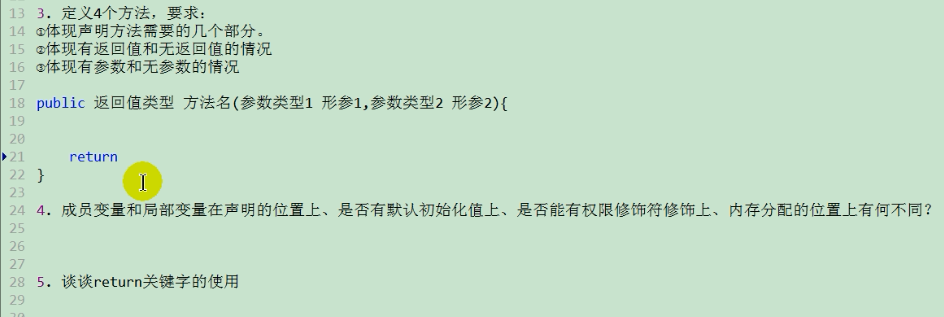 13 3. 定义4个方法，要求：
14 ①体现声明方法需要的几个部分。
15 ②体现有返回值和无返回值的情况
16 ③体现有参数和无参数的情况
17
18 public 返回值类型 方法名(参数类型1 形参1,参数类型2 形参2){
19
20
21 return
22 }
23
24 4. 成员变量和局部变量在声明的位置上、是否有默认初始化值上、是否能有权限修饰符修饰上、内存分配的位置上有何不同？
25
26
27
28 5. 谈谈return关键字的使用
29